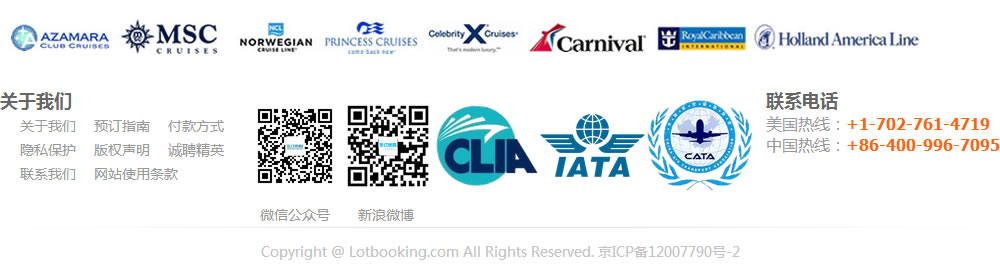 AZAMARA
CLUB CRUISES
MSC
CRUISES
NCL
NORWEGIAN
CRUISE LINE®
PRINCESS CRUISES
come back new®
Celebrity X Cruises®
That's modern luxury.℠
Carnival®
RoyalCaribbean
INTERNATIONAL
Holland America Line
关于我们
关于我们 预订指南 付款方式
隐私保护 版权声明 诚聘精英
联系我们 网站使用条款
微信公众号 新浪微博
CLIA
IATA
CATA
联系电话
美国热线：+1-702-761-4719
中国热线：+86-400-996-7095
Copyright @ Lotbooking.com All Rights Reserved. 京ICP备12007790号-2